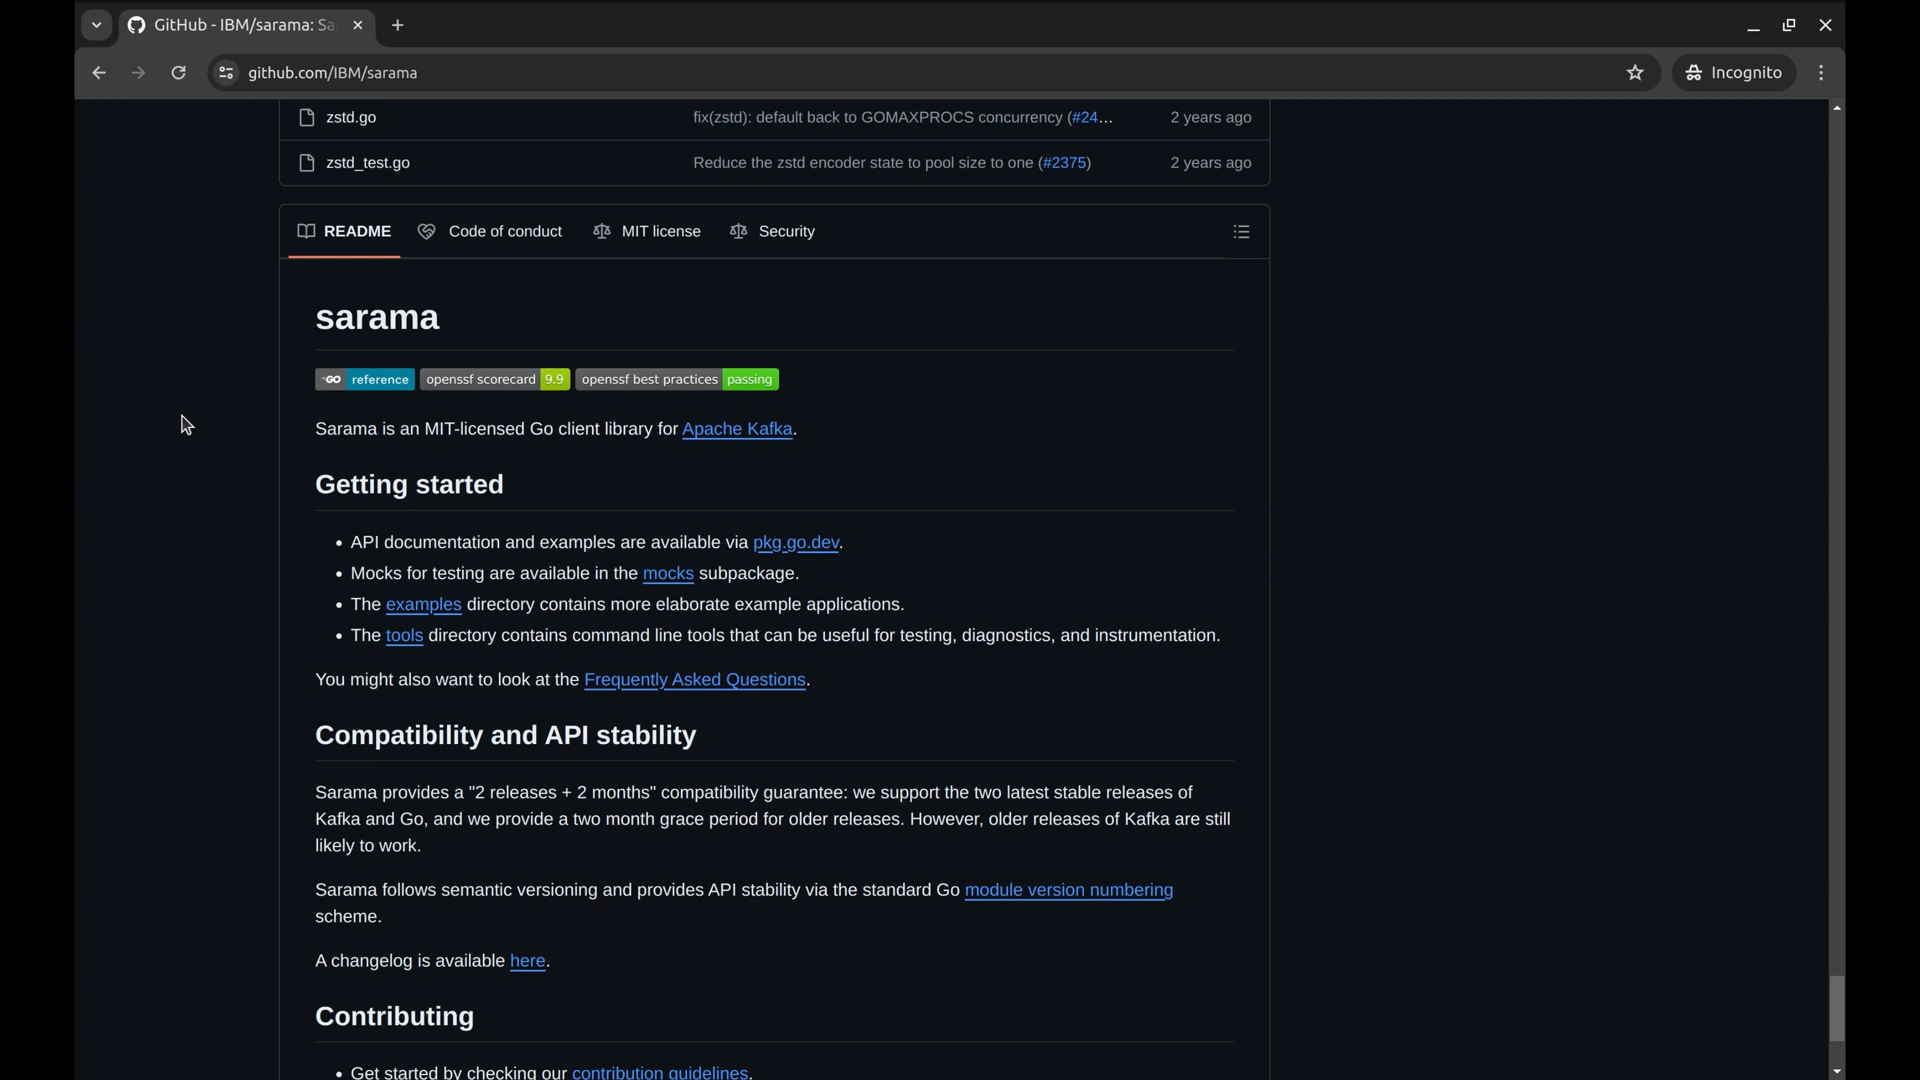 GitHub - IBM/sarama: Sa
github.com/IBM/sarama
Incognito
zstd.go fix(zstd): default back to GOMAXPROCS concurrency (#24... 2 years ago
zstd_test.go Reduce the zstd encoder state to pool size to one (#2375) 2 years ago
README Code of conduct MIT license Security
sarama
GO reference openssf scorecard 9.9 openssf best practices passing
Sarama is an MIT-licensed Go client library for Apache Kafka.
Getting started
• API documentation and examples are available via pkg.go.dev.
• Mocks for testing are available in the mocks subpackage.
• The examples directory contains more elaborate example applications.
• The tools directory contains command line tools that can be useful for testing, diagnostics, and instrumentation.
You might also want to look at the Frequently Asked Questions.
Compatibility and API stability
Sarama provides a "2 releases + 2 months" compatibility guarantee: we support the two latest stable releases of
Kafka and Go, and we provide a two month grace period for older releases. However, older releases of Kafka are still
likely to work.
Sarama follows semantic versioning and provides API stability via the standard Go module version numbering
scheme.
A changelog is available here.
Contributing
• Get started by checking our contribution guidelines.